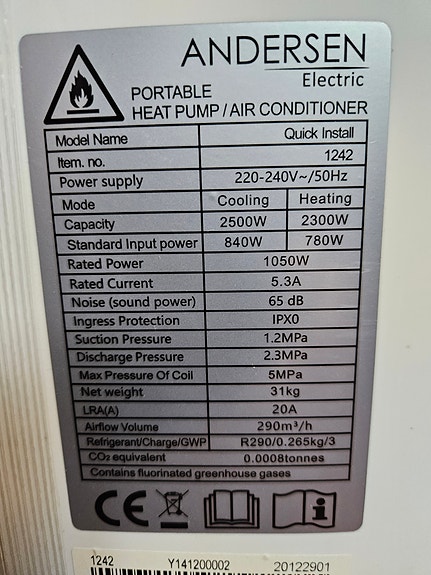 ANDERSEN
Electric
PORTABLE
HEAT PUMP / AIR CONDITIONER
Model Name Quick Install
Item. no. 1242
Power supply 220-240V~/50Hz
Mode Cooling Heating
Capacity 2500W 2300W
Standard Input power 840W 780W
Rated Power 1050W
Rated Current 5.3A
Noise (sound power) 65 dB
Ingress Protection IPX0
Suction Pressure 1.2MPa
Discharge Pressure 2.3MPa
Max Pressure Of Coil 5MPa
Net weight 31kg
LRA(A) 20A
Airflow Volume 290m³/h
Refrigerant/Charge/GWP R290/0.265kg/3
CO₂ equivalent 0.0008tonnes
Contains fluorinated greenhouse gases
CE
1242 Y141200002 20122901